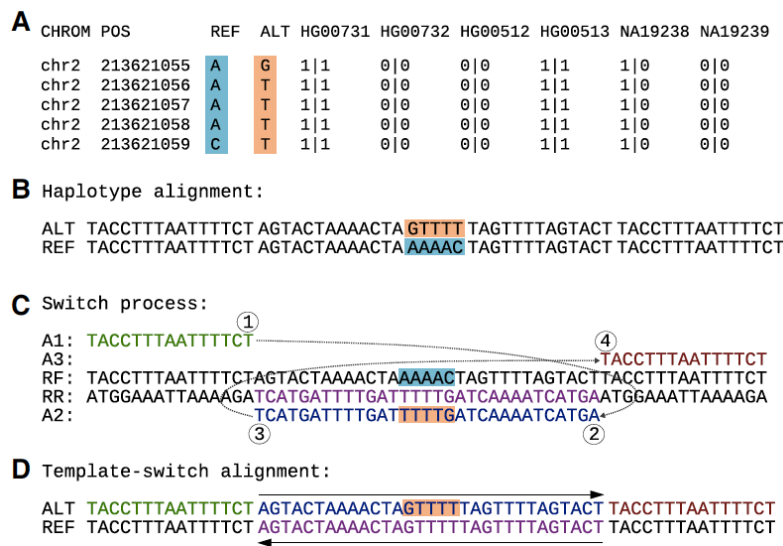 A CHROM POS REF ALT HG00731 HG00732 HG00512 HG00513 NA19238 NA19239
chr2 213621055 A G 1|1 0|0 0|0 1|1 1|0 0|0
chr2 213621056 A T 1|1 0|0 0|0 1|1 1|0 0|0
chr2 213621057 A T 1|1 0|0 0|0 1|1 1|0 0|0
chr2 213621058 A T 1|1 0|0 0|0 1|1 1|0 0|0
chr2 213621059 C T 1|1 0|0 0|0 1|1 1|0 0|0
B Haplotype alignment:
ALT TACCTTTAATTTTCT AGTACTAAAACTA GTTTT TAGTTTTAGTACT TACCTTTAATTTTCT
REF TACCTTTAATTTTCT AGTACTAAAACTA AAAAC TAGTTTTAGTACT TACCTTTAATTTTCT
C Switch process:
A1: TACCTTTAATTTTCT 1 4
A3: TACCTTTAATTTTCT
RF: TACCTTTAATTTTCTAGTACTAAAACTAAAAACTAGTTTTAGTACTTACCTTTAATTTTCT
RR: ATGGAAATTAAAAGATCATGATTTTGATTTTTGATCAAAATCATGAATGGAAATTAAAAGA
A2: TCATGATTTTGATTTTTGATCAAAATCATGA
3 2
D Template-switch alignment:
ALT TACCTTTAATTTTCT AGTACTAAAACTAGTTTTTAGTTTTAGTACT TACCTTTAATTTTCT
REF TACCTTTAATTTTCT AGTACTAAAACTAGTTTTTAGTTTTAGTACT TACCTTTAATTTTCT